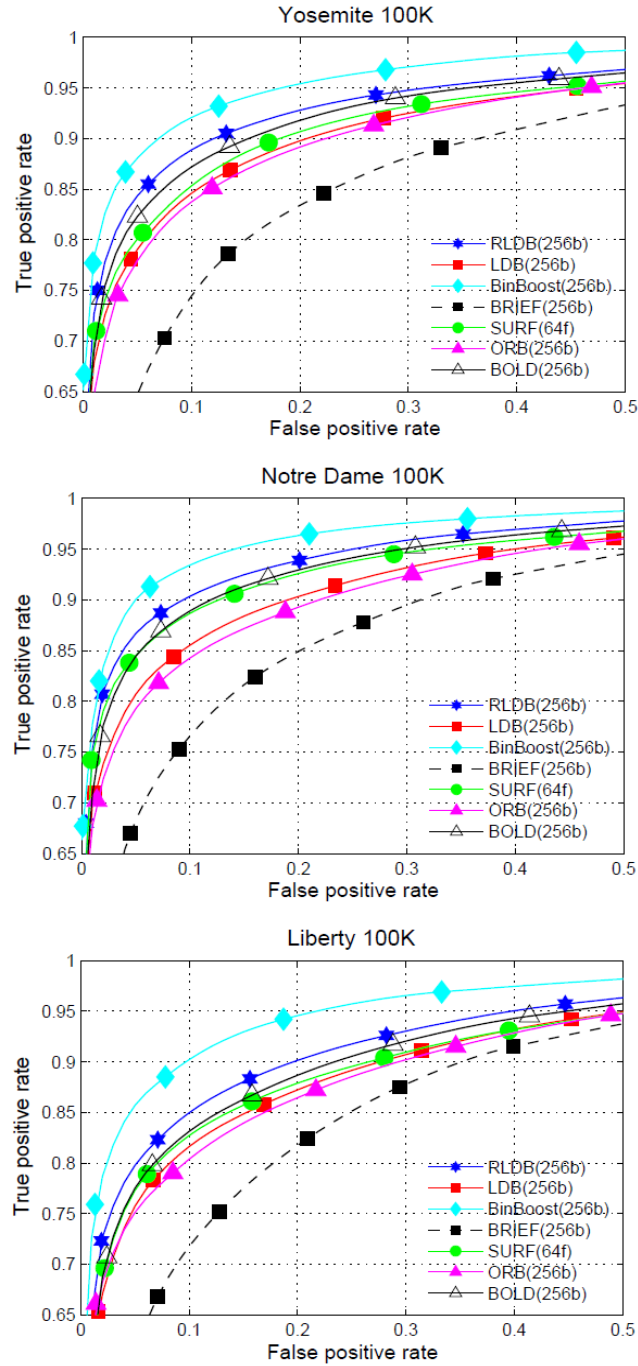 Yosemite 100K
1
0.95
0.9
0.85
0.8
0.75
0.7
0.65
True positive rate
RLDB(256b)
LDB(256b)
BinBoost(256b)
BRIEF(256b)
SURF(64f)
ORB(256b)
BOLD(256b)
0 0.1 0.2 0.3 0.4 0.5
False positive rate
Notre Dame 100K
1
0.95
0.9
0.85
0.8
0.75
0.7
0.65
True positive rate
RLDB(256b)
LDB(256b)
BinBoost(256b)
BRIEF(256b)
SURF(64f)
ORB(256b)
BOLD(256b)
0 0.1 0.2 0.3 0.4 0.5
False positive rate
Liberty 100K
1
0.95
0.9
0.85
0.8
0.75
0.7
0.65
True positive rate
RLDB(256b)
LDB(256b)
BinBoost(256b)
BRIEF(256b)
SURF(64f)
ORB(256b)
BOLD(256b)
0 0.1 0.2 0.3 0.4 0.5
False positive rate